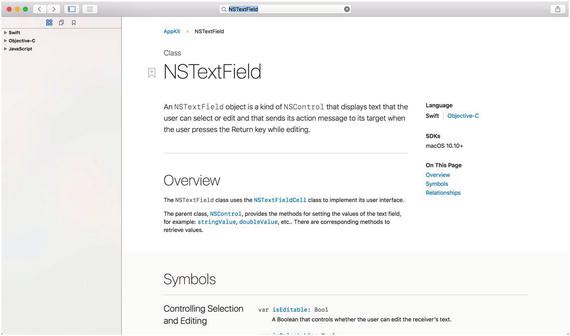 NSTextField
Swift
Objective-C
JavaScript
AppKit > NSTextField
Class
NSTextField
An NSTextField object is a kind of NSControl that displays text that the
user can select or edit and that sends its action message to its target when
the user presses the Return key while editing.
Language
Swift | Objective-C
SDKs
macOS 10.10+
On This Page
Overview
Symbols
Relationships
Overview
The NSTextField class uses the NSTextFieldCell class to implement its user interface.
The parent class, NSControl, provides the methods for setting the values of the text field,
for example: stringValue, doubleValue, etc.. There are corresponding methods to
retrieve values.
Symbols
Controlling Selection
and Editing
var isEditable: Bool
A Boolean that controls whether the user can edit the receiver's text.